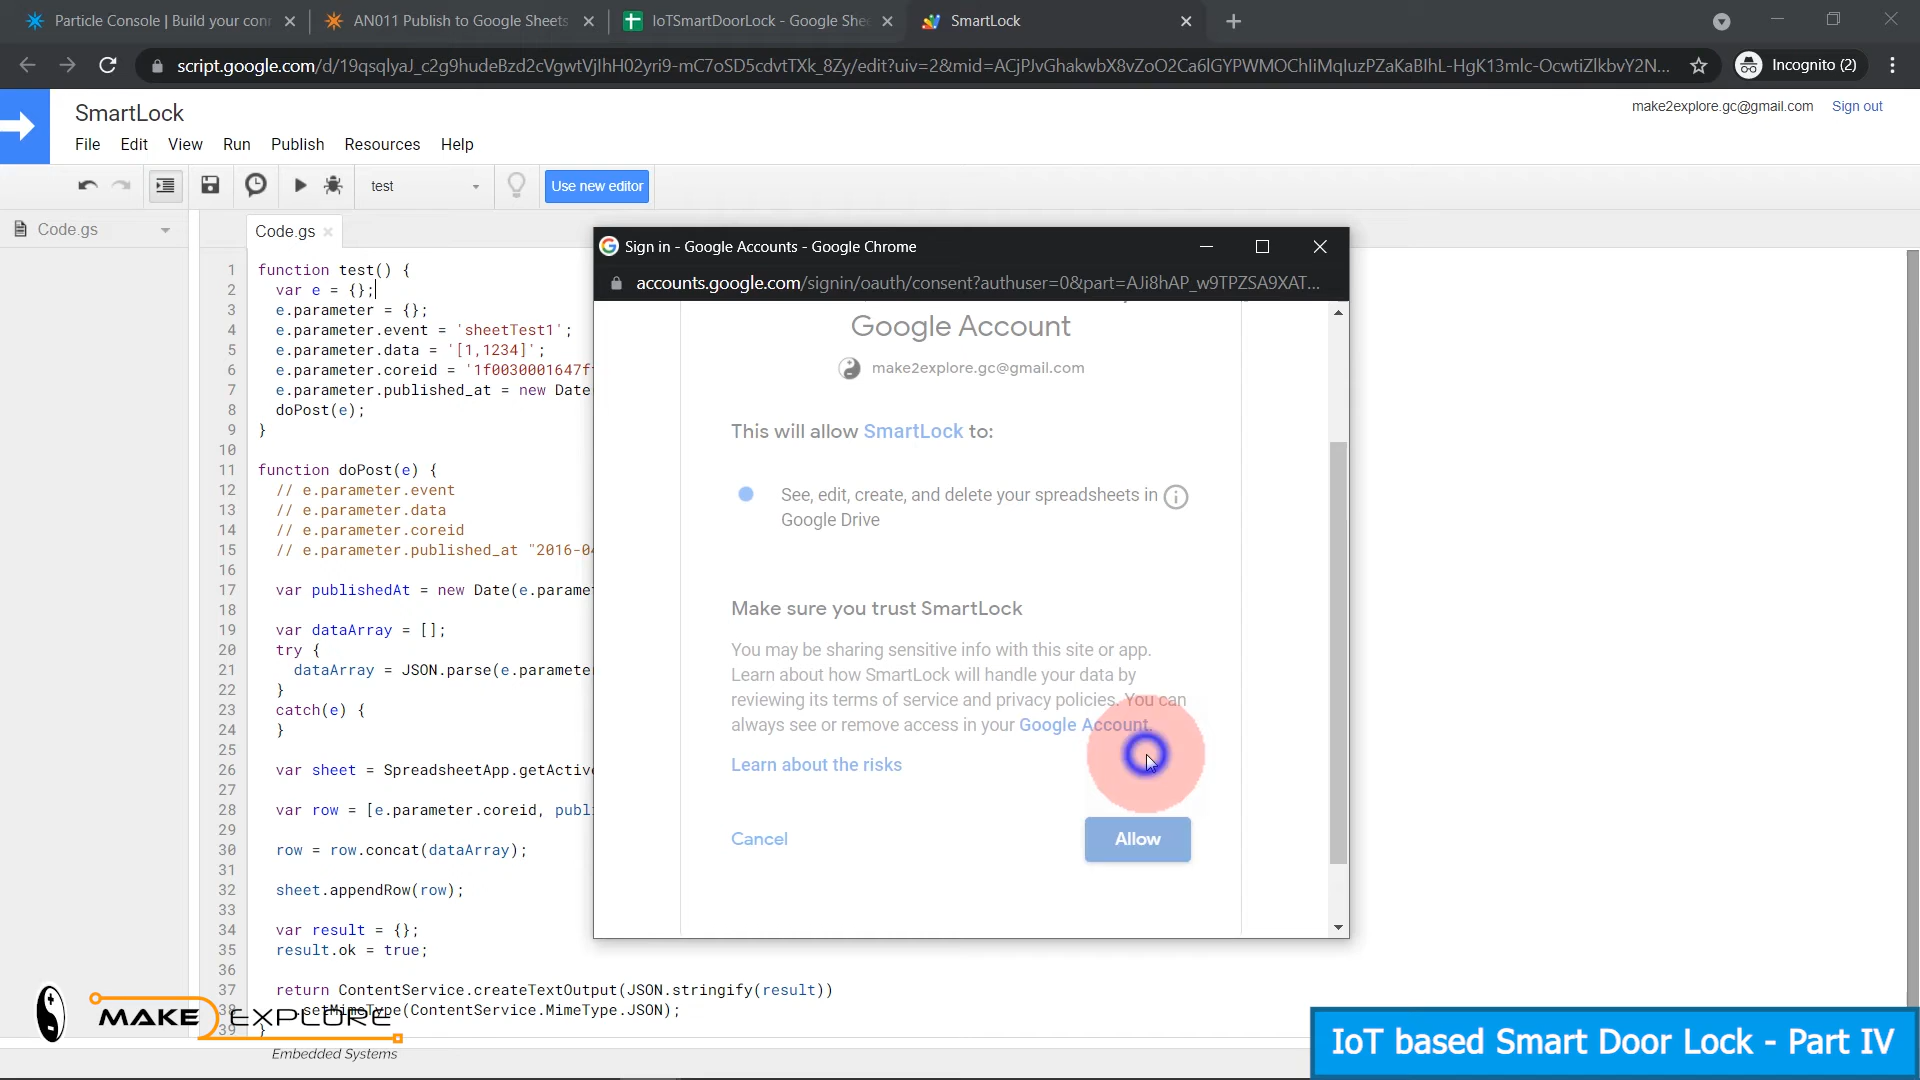 Particle Console | Build your conn
AN011 Publish to Google Sheets
IoTSmartDoorLock - Google She
SmartLock
script.google.com/d/19qsqlyaJ_c2g9hudeBzd2cVgwtVjIhH02yri9-mC7oSD5cdvtTXk_8Zy/edit?uiv=2&mid=ACjPJvGhakwbX8vZoO2Ca6lGYPWMOChIiMqIuzPZaKaBIhL-HgK13mlc-OcwtiZlkbvY2N...
Incognito (2)
SmartLock
make2explore.gc@gmail.com Sign out
File Edit View Run Publish Resources Help
test
Use new editor
Code.gs
Code.gs
1 function test() {
2 var e = {};
3 e.parameter = {};
4 e.parameter.event = 'sheetTest1';
5 e.parameter.data = '[1,1234]';
6 e.parameter.coreid = '1f0030001647f
7 e.parameter.published_at = new Date
8 doPost(e);
9 }
10
11 function doPost(e) {
12 // e.parameter.event
13 // e.parameter.data
14 // e.parameter.coreid
15 // e.parameter.published_at "2016-04
16
17 var publishedAt = new Date(e.parame
18
19 var dataArray = [];
20 try {
21 dataArray = JSON.parse(e.paramete
22 }
23 catch(e) {
24 }
25
26 var sheet = SpreadsheetApp.getActiv
27
28 var row = [e.parameter.coreid, publ
29
30 row = row.concat(dataArray);
31
32 sheet.appendRow(row);
33
34 var result = {};
35 result.ok = true;
36
37 return ContentService.createTextOutput(JSON.stringify(result))
38 .setMimeType(ContentService.MimeType.JSON);
39 }
Sign in - Google Accounts - Google Chrome
accounts.google.com/signin/oauth/consent?authuser=0&part=AJi8hAP_w9TPZSA9XAT...
Google Account
make2explore.gc@gmail.com
This will allow SmartLock to:
See, edit, create, and delete your spreadsheets in
Google Drive
Make sure you trust SmartLock
You may be sharing sensitive info with this site or app.
Learn about how SmartLock will handle your data by
reviewing its terms of service and privacy policies. You can
always see or remove access in your Google Account.
Learn about the risks
Cancel
Allow
MAKE EXPLORE
Embedded Systems
IoT based Smart Door Lock - Part IV